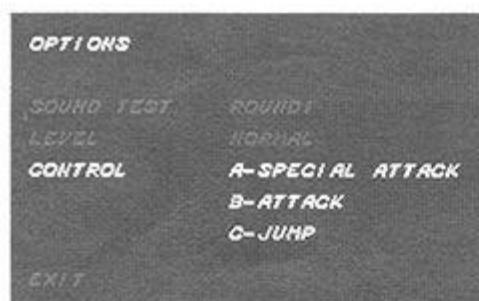 OPTIONS
SOUND TEST ROUND1
LEVEL NORMAL
CONTROL A-SPECIAL ATTACK
B-ATTACK
C-JUMP
EXIT